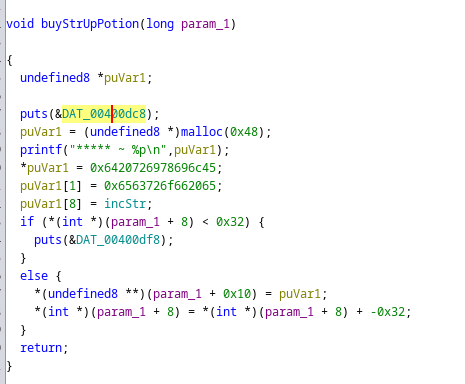 void buyStrUpPotion(long param_1)
{
undefined8 *puVar1;
puts(&DAT_00400dc8);
puVar1 = (undefined8 *)malloc(0x48);
printf("***** ~ %p\n",puVar1);
*puVar1 = 0x6420726978696c45;
puVar1[1] = 0x6563726f662065;
puVar1[8] = incStr;
if (*(int *)(param_1 + 8) < 0x32) {
puts(&DAT_00400df8);
}
else {
*(undefined8 **)(param_1 + 0x10) = puVar1;
*(int *)(param_1 + 8) = *(int *)(param_1 + 8) + -0x32;
}
return;
}